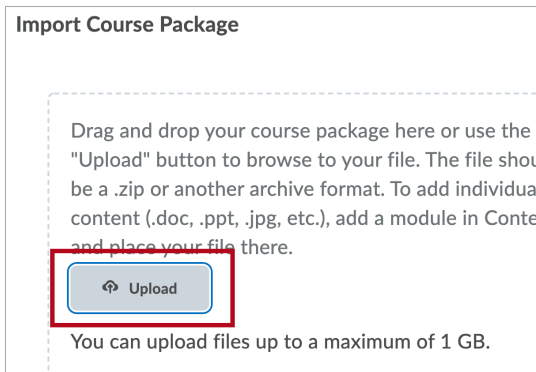 Import Course Package
Drag and drop your course package here or use the
"Upload" button to browse to your file. The file shou
be a .zip or another archive format. To add individua
content (.doc, .ppt, .jpg, etc.), add a module in Conte
and place your file there.
Upload
You can upload files up to a maximum of 1 GB.